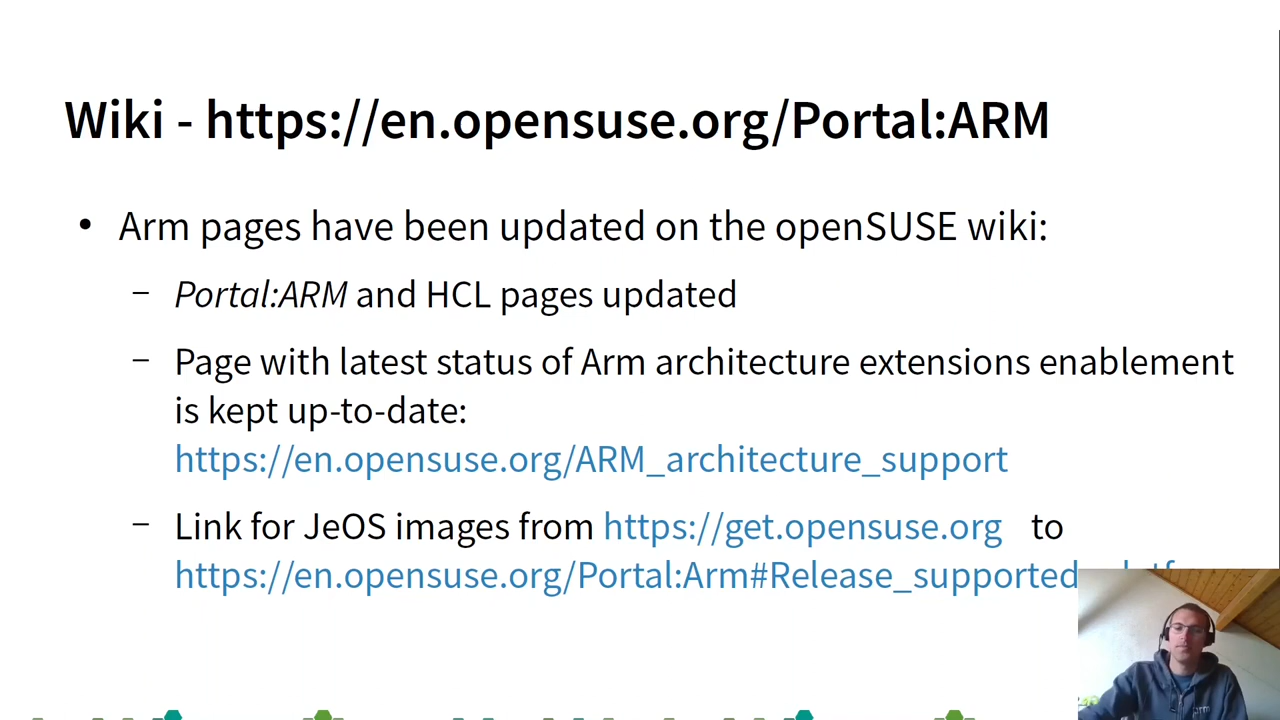 Wiki - https://en.opensuse.org/Portal:ARM
• Arm pages have been updated on the openSUSE wiki:
– Portal:ARM and HCL pages updated
– Page with latest status of Arm architecture extensions enablement
is kept up-to-date:
https://en.opensuse.org/ARM_architecture_support
– Link for JeOS images from https://get.opensuse.org to
https://en.opensuse.org/Portal:Arm#Release_supported